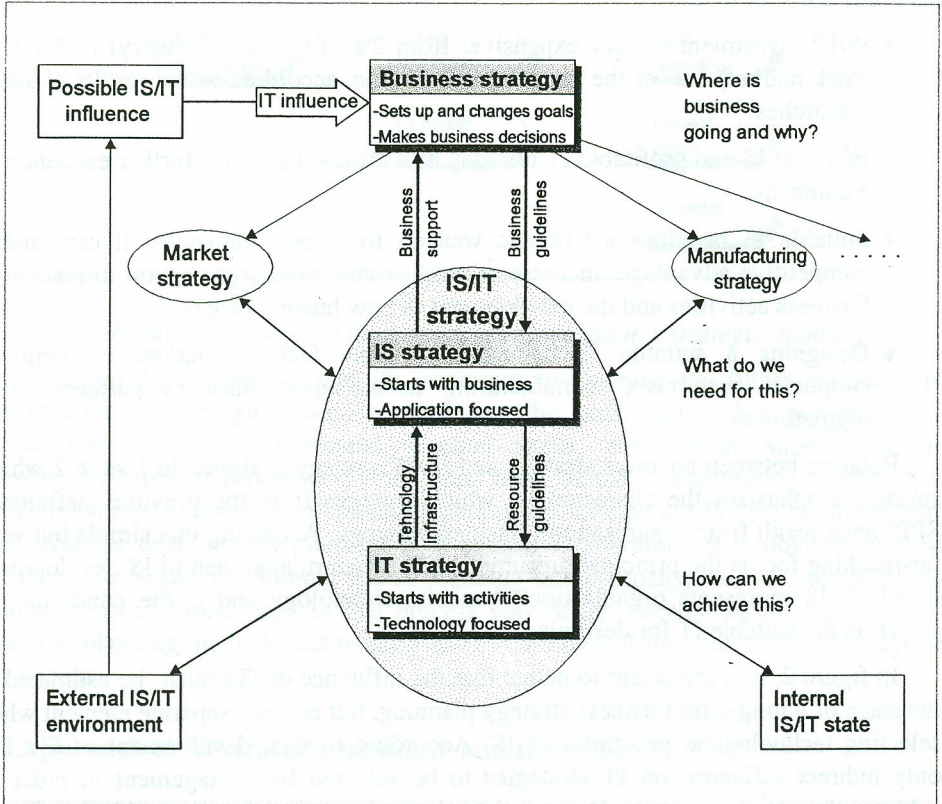 Possible IS/IT
influence
IT influence
Business strategy
-Sets up and changes goals
-Makes business decisions
Where is
business
going and why?
Business
support
Business
guidelines
Market
strategy
Manufacturing
strategy
. . . . . .
IS/IT
strategy
IS strategy
-Starts with business
-Application focused
What do we
need for this?
Tehnology
infrastructure
Resource
guidelines
IT strategy
-Starts with activities
-Technology focused
How can we
achieve this?
External IS/IT
enviroment
Internal
IS/IT State